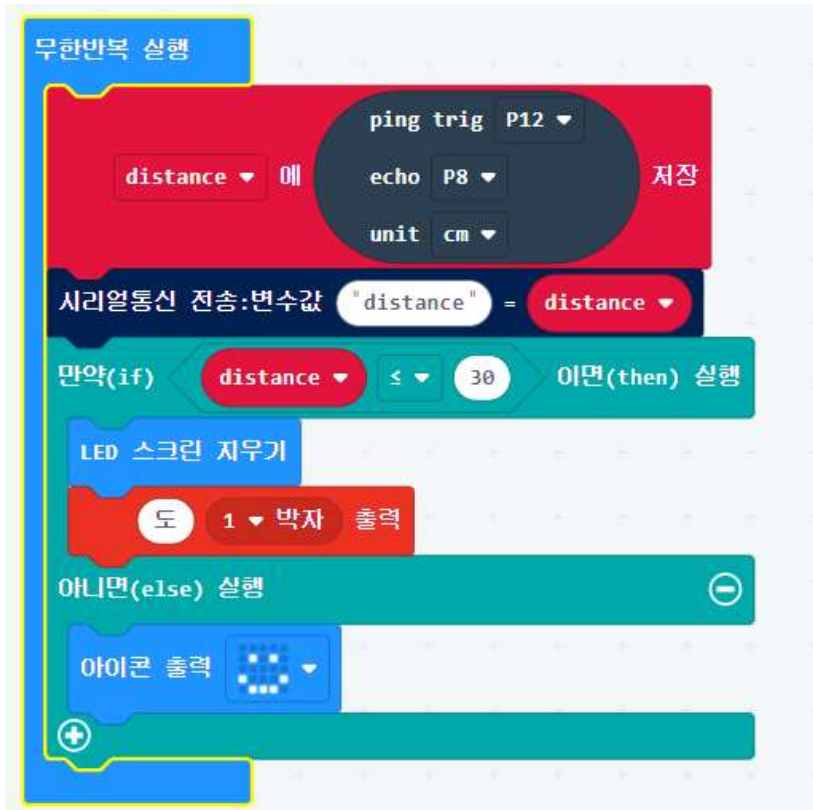 무한반복 실행
ping trig P12
distance 에 echo P8 저장
unit cm
시리얼통신 전송:변수값 "distance" = distance
만약(if) distance ≤ 30 이면(then) 실행
LED 스크린 지우기
도 1 박자 출력
아니면(else) 실행
아이콘 출력